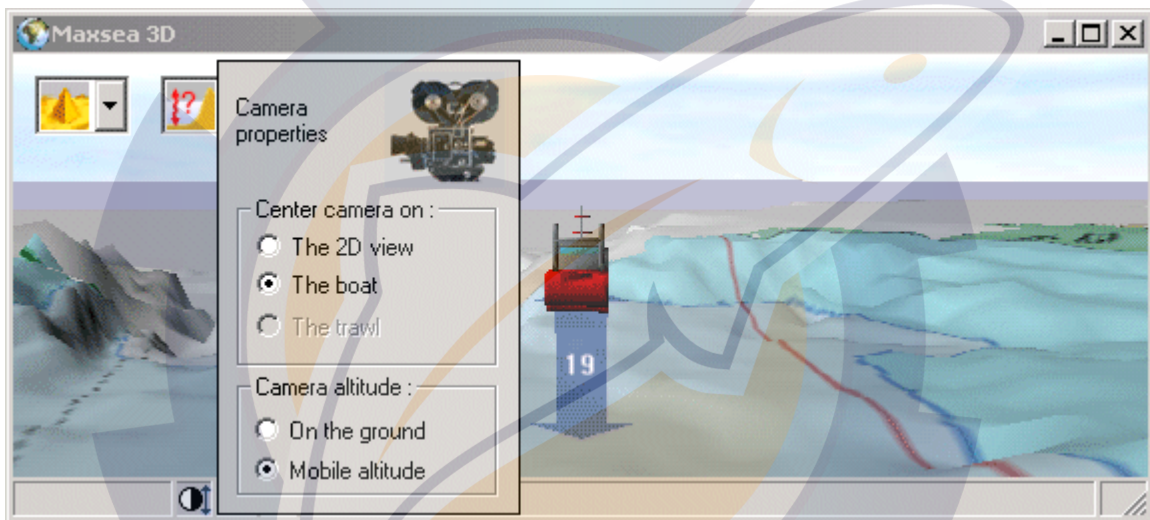 Maxsea 3D
?
Camera
properties
Center camera on :
The 2D view
The boat
The trawl
19
Camera altitude :
On the ground
Mobile altitude